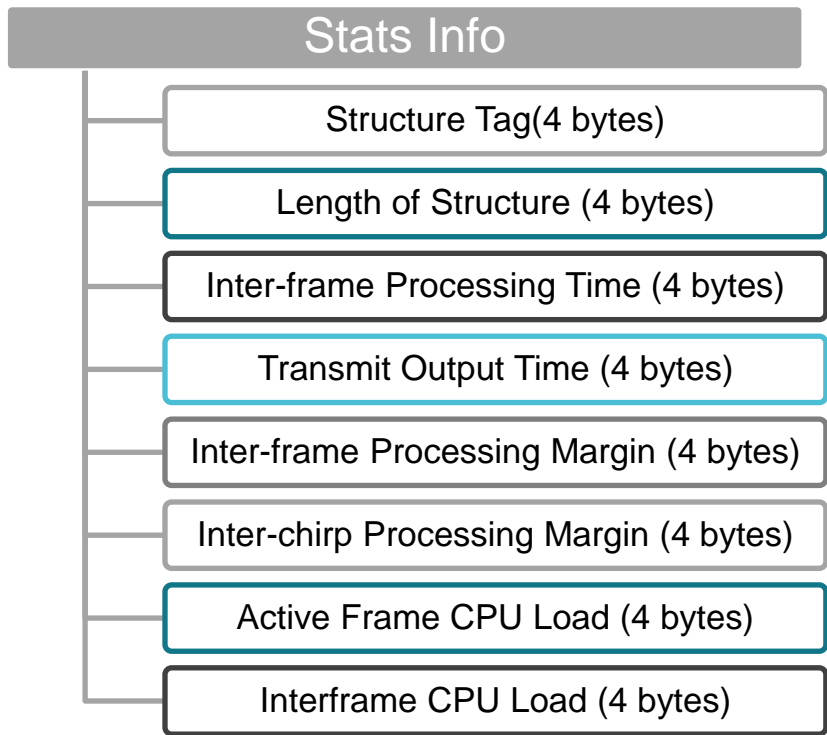 Stats Info
Structure Tag(4 bytes)
Length of Structure (4 bytes)
Inter-frame Processing Time (4 bytes)
Transmit Output Time (4 bytes)
Inter-frame Processing Margin (4 bytes)
Inter-chirp Processing Margin (4 bytes)
Active Frame CPU Load (4 bytes)
Interframe CPU Load (4 bytes)